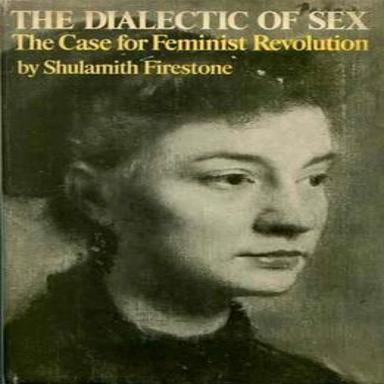 THE DIALECTIC OF SEX
The Case for Feminist Revolution
by Shulamith Firestone